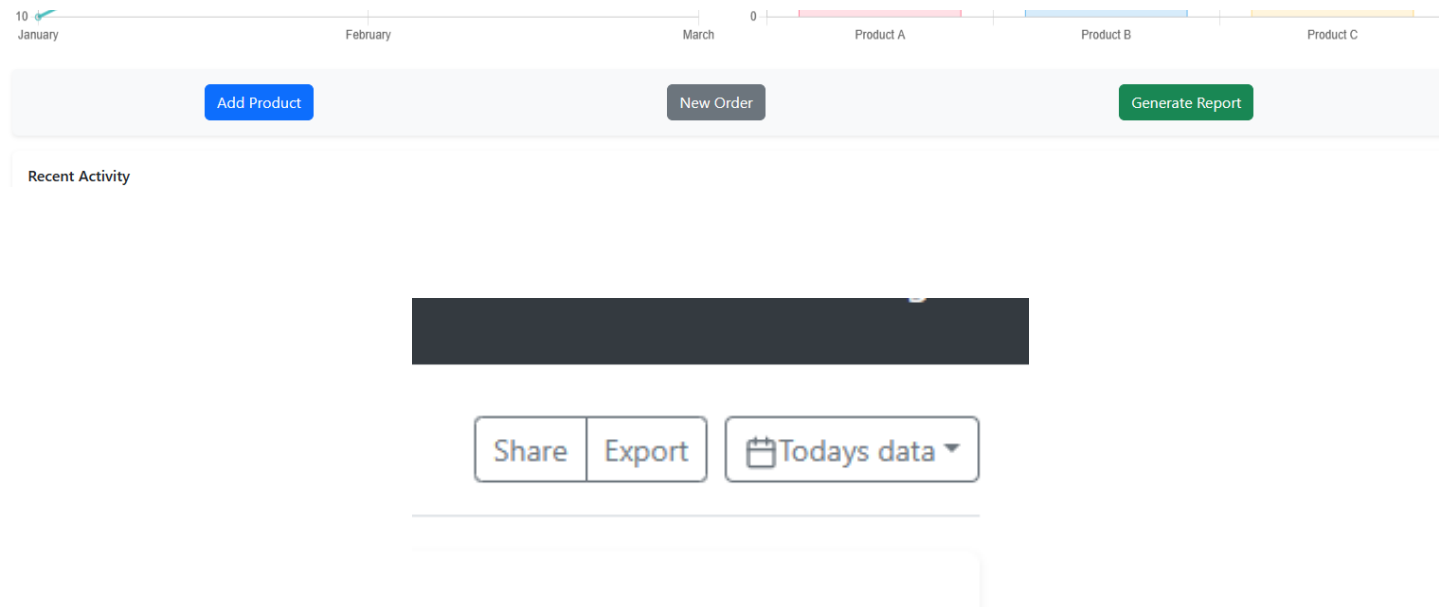 10 0
January February March Product A Product B Product C
Add Product New Order Generate Report
Recent Activity
Share Export Todays data